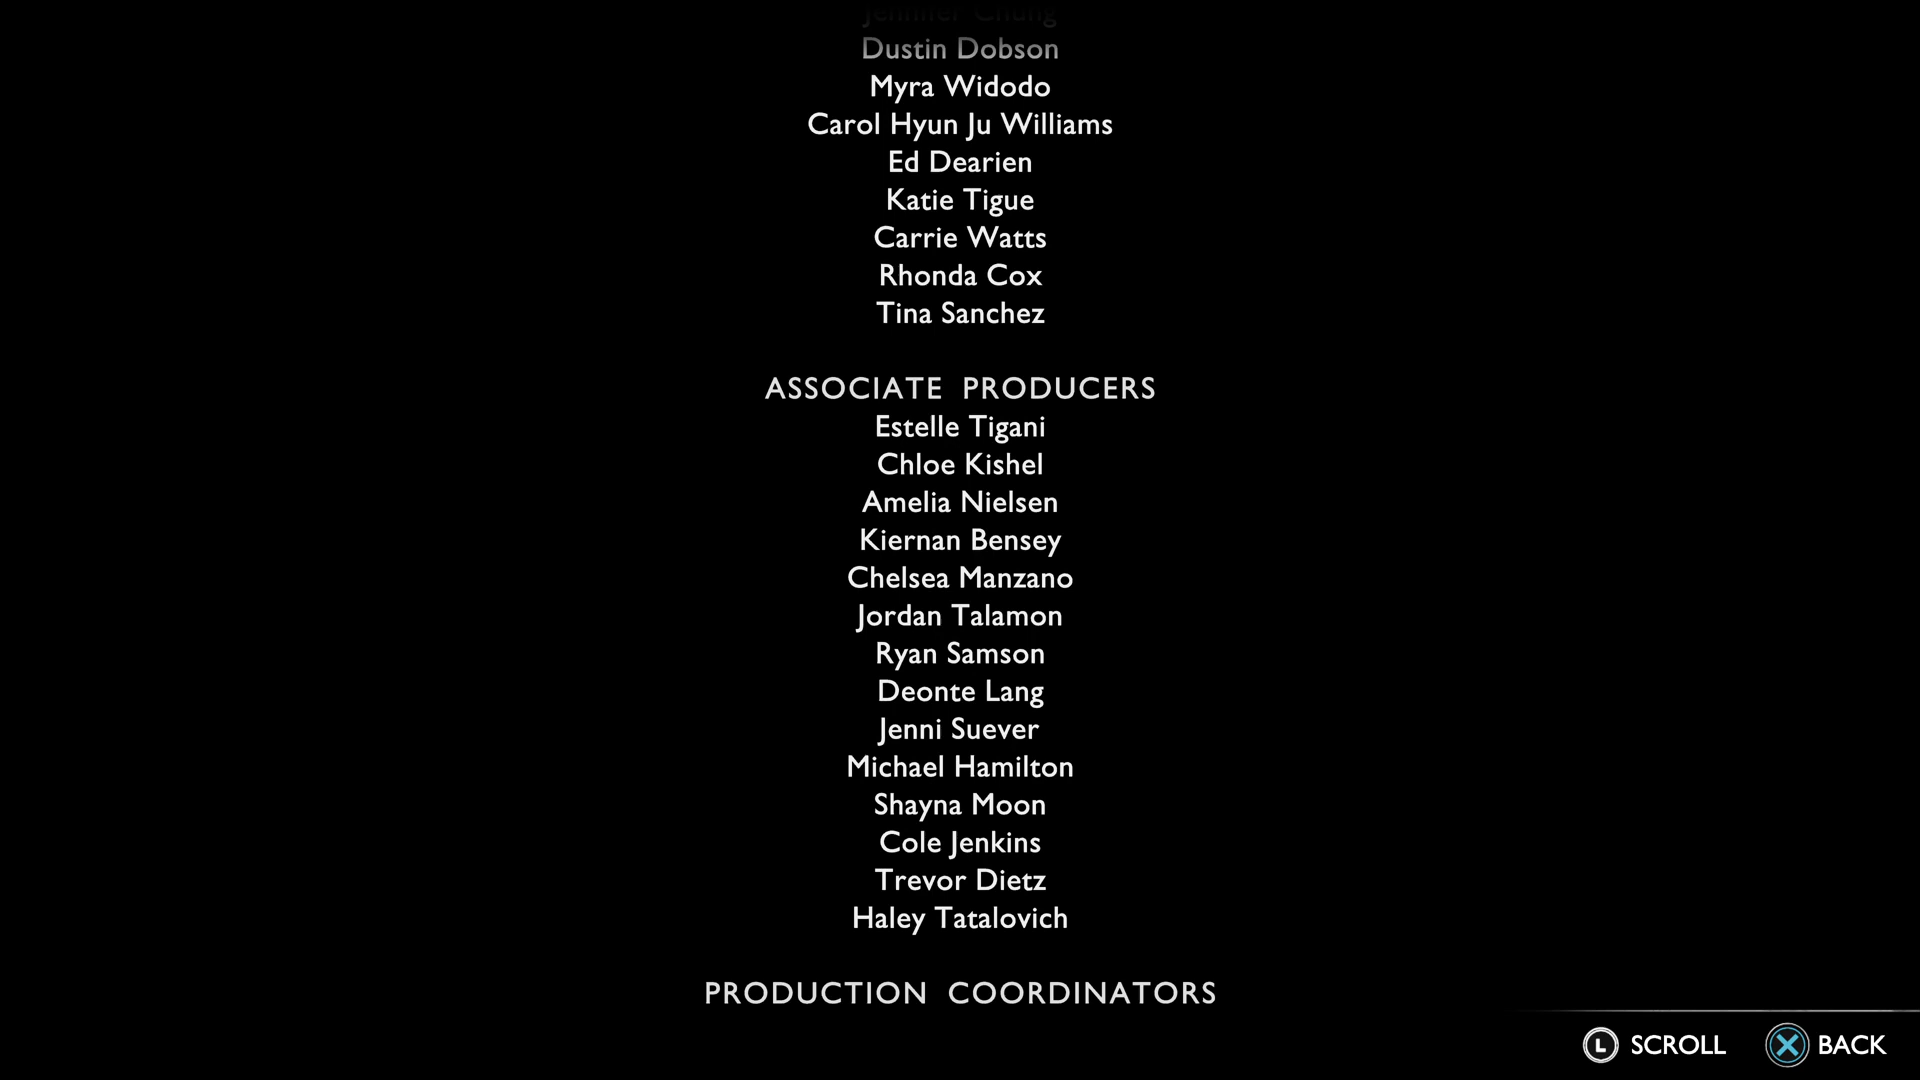 Jennifer Chung
Dustin Dobson
Myra Widodo
Carol Hyun Ju Williams
Ed Dearien
Katie Tigue
Carrie Watts
Rhonda Cox
Tina Sanchez
ASSOCIATE PRODUCERS
Estelle Tigani
Chloe Kishel
Amelia Nielsen
Kiernan Bensey
Chelsea Manzano
Jordan Talamon
Ryan Samson
Deonte Lang
Jenni Suever
Michael Hamilton
Shayna Moon
Cole Jenkins
Trevor Dietz
Haley Tatalovich
PRODUCTION COORDINATORS
L SCROLL X BACK